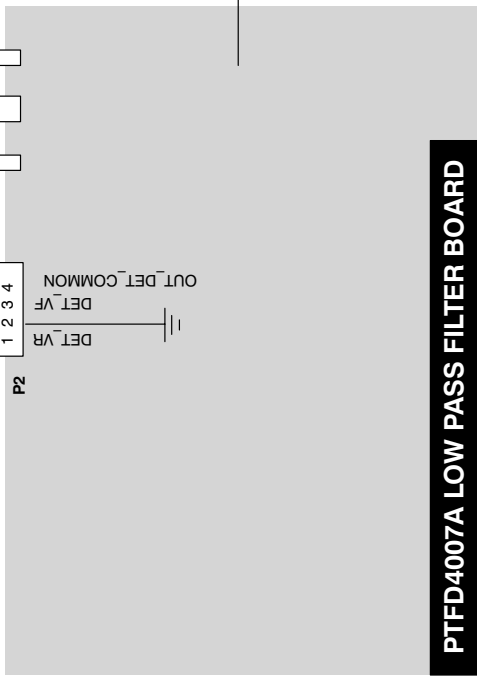 OUT_DET_COMMON
DET_VF
DET_VR
1 2 3 4
P2
PTFD4007A LOW PASS FILTER BOARD